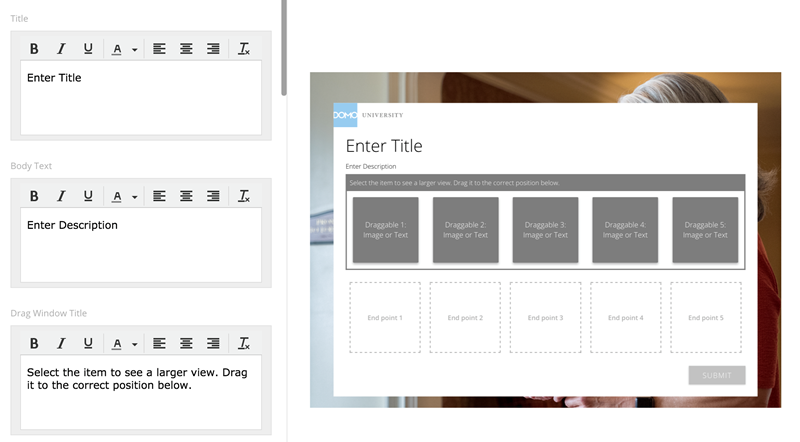 Title
B I U A Tx
Enter Title
Body Text
B I U A Tx
Enter Description
Drag Window Title
B I U A Tx
Select the item to see a larger view. Drag
it to the correct position below.
DOMO UNIVERSITY
Enter Title
Enter Description
Select the item to see a larger view. Drag it to the correct position below.
Draggable 1:
Image or Text
Draggable 2:
Image or Text
Draggable 3:
Image or Text
Draggable 4:
Image or Text
Draggable 5:
Image or Text
End point 1
End point 2
End point 3
End point 4
End point 5
SUBMIT